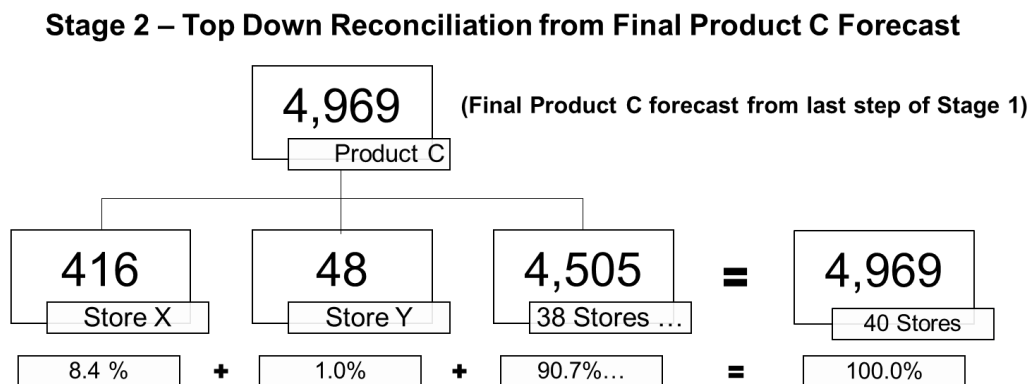 Stage 2 – Top Down Reconciliation from Final Product C Forecast
4,969
(Final Product C forecast from last step of Stage 1)
Product C
416 48 4,505 = 4,969
Store X Store Y 38 Stores ... 40 Stores
8.4 % + 1.0% + 90.7%... = 100.0%